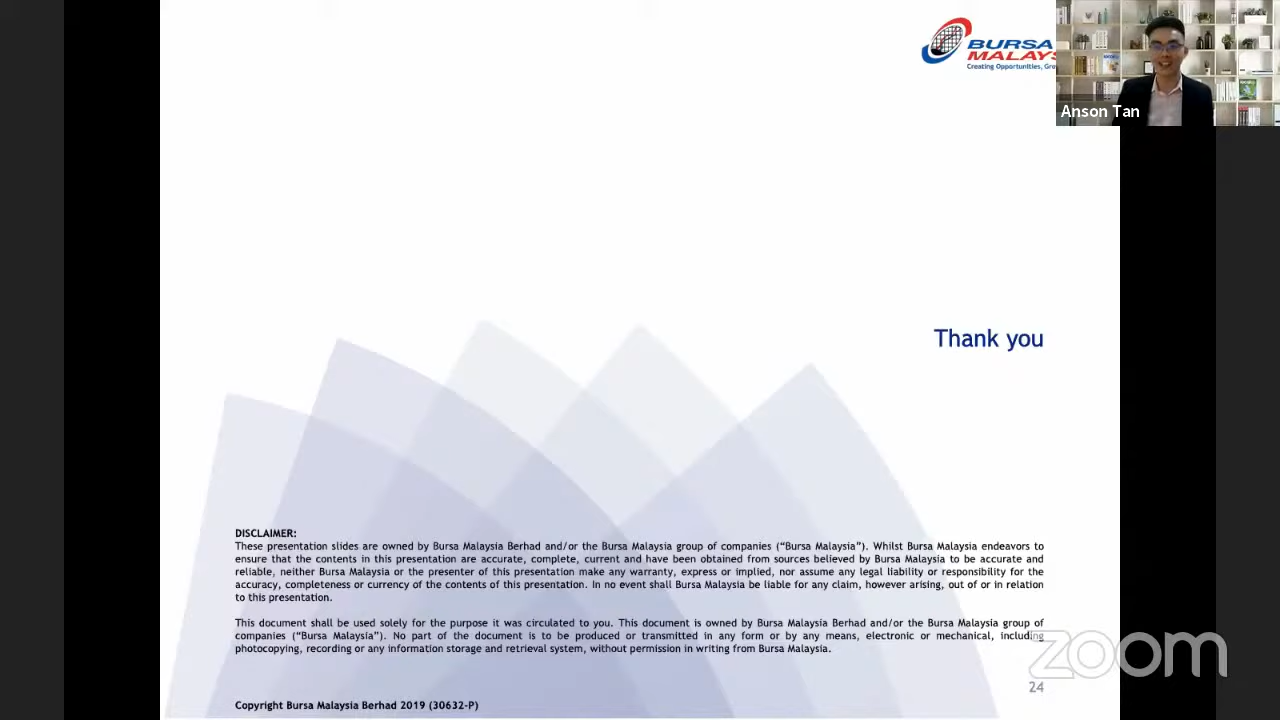 BURSA
MALAYS
Creating Opportunities, Gro
Anson Tan
Thank you
DISCLAIMER:
These presentation slides are owned by Bursa Malaysia Berhad and/or the Bursa Malaysia group of companies (“Bursa Malaysia”). Whilst Bursa Malaysia endeavors to
ensure that the contents in this presentation are accurate, complete, current and have been obtained from sources believed by Bursa Malaysia to be accurate and
reliable, neither Bursa Malaysia or the presenter of this presentation make any warranty, express or implied, nor assume any legal liability or responsibility for the
accuracy, completeness or currency of the contents of this presentation. In no event shall Bursa Malaysia be liable for any claim, however arising, out of or in relation
to this presentation.
This document shall be used solely for the purpose it was circulated to you. This document is owned by Bursa Malaysia Berhad and/or the Bursa Malaysia group of
companies (“Bursa Malaysia”). No part of the document is to be produced or transmitted in any form or by any means, electronic or mechanical, including
photocopying, recording or any information storage and retrieval system, without permission in writing from Bursa Malaysia.
zoom
24
Copyright Bursa Malaysia Berhad 2019 (30632-P)